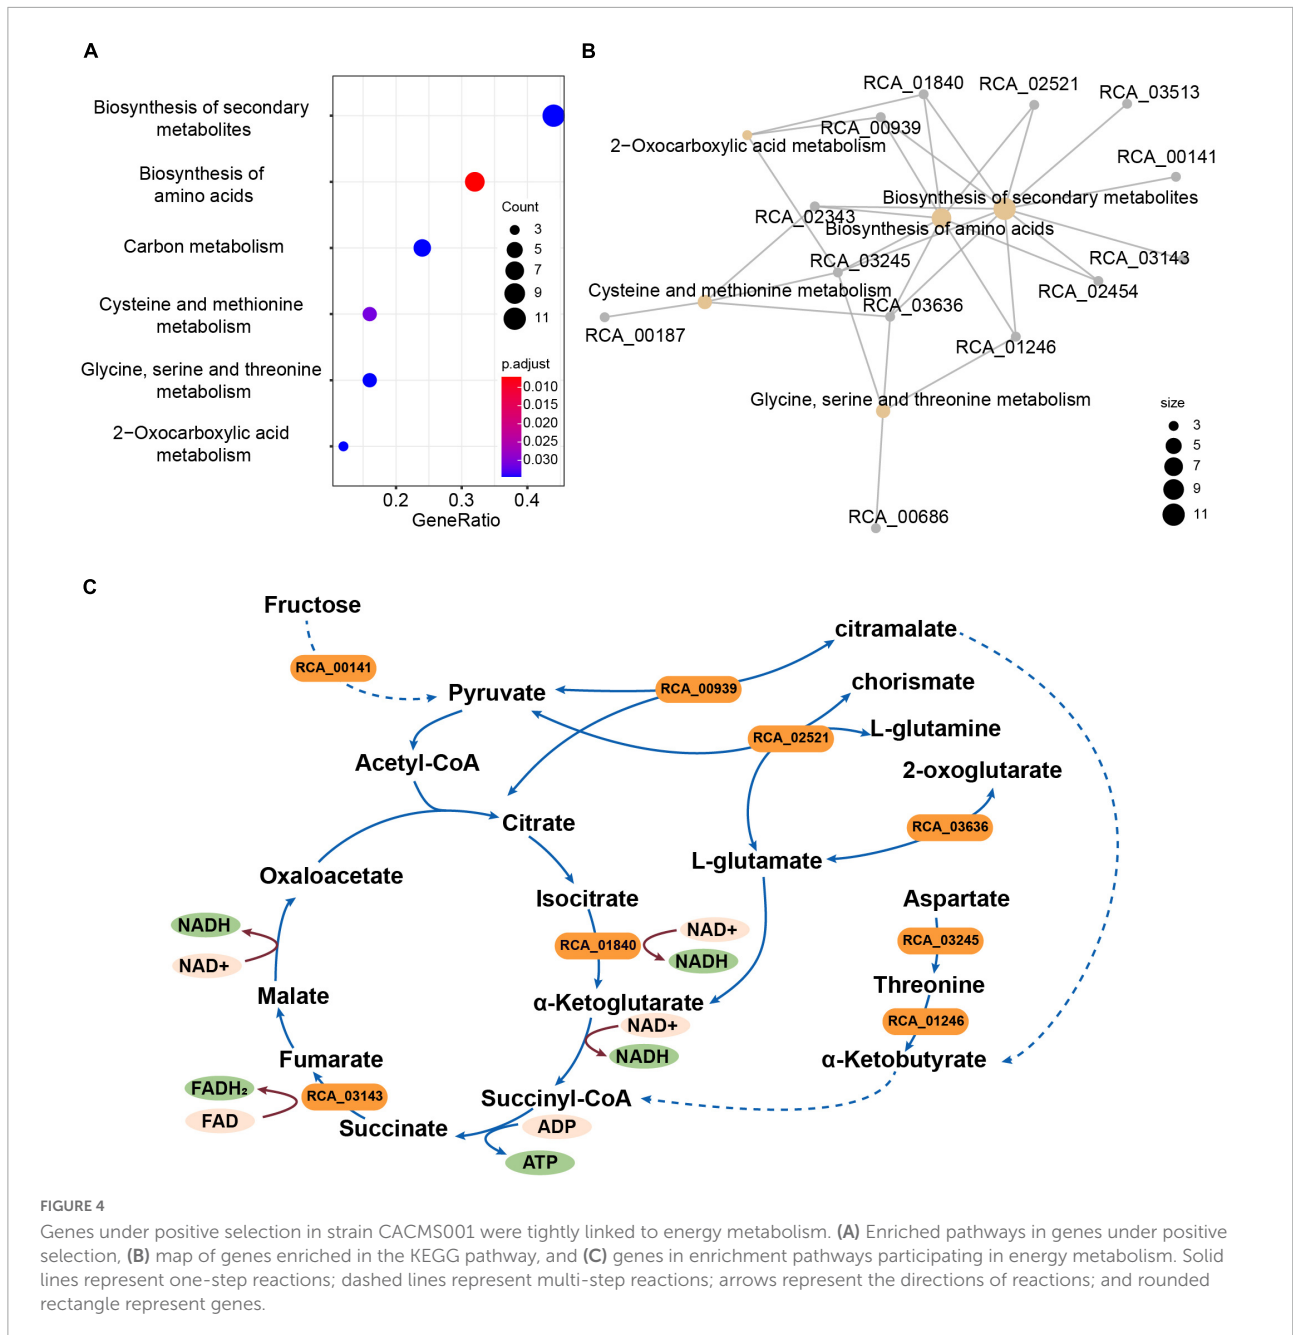 A
Biosynthesis of secondary
metabolites
Biosynthesis of
amino acids
Carbon metabolism
Cysteine and methionine
metabolism
Glycine, serine and threonine
metabolism
2−Oxocarboxylic acid
metabolism
0.2
0.3
0.4
GeneRatio
Count
3
5
7
9
11
p.adjust
0.010
0.015
0.020
0.025
0.030
B
RCA_01840
RCA_02521
RCA_03513
RCA_00939
2−Oxocarboxylic acid metabolism
RCA_00141
Biosynthesis of secondary metabolites
RCA_02343
Biosynthesis of amino acids
RCA_03245
RCA_03143
Cysteine and methionine metabolism
RCA_02454
RCA_03636
RCA_00187
RCA_01246
Glycine, serine and threonine metabolism
RCA_00686
size
3
5
7
9
11
C
Fructose
citramalate
RCA_00141
RCA_00939
chorismate
Pyruvate
L-glutamine
RCA_02521
Acetyl-CoA
2-oxoglutarate
Citrate
RCA_03636
L-glutamate
Oxaloacetate
Isocitrate
Aspartate
NADH
NAD+
NAD+
NADH
RCA_01840
RCA_03245
Threonine
Malate
α-Ketoglutarate
RCA_01246
NAD+
NADH
Fumarate
α-Ketobutyrate
FADH₂
FAD
RCA_03143
Succinyl-CoA
Succinate
ADP
ATP
FIGURE 4
Genes under positive selection in strain CACMS001 were tightly linked to energy metabolism. (A) Enriched pathways in genes under positive
selection, (B) map of genes enriched in the KEGG pathway, and (C) genes in enrichment pathways participating in energy metabolism. Solid
lines represent one-step reactions; dashed lines represent multi-step reactions; arrows represent the directions of reactions; and rounded
rectangle represent genes.